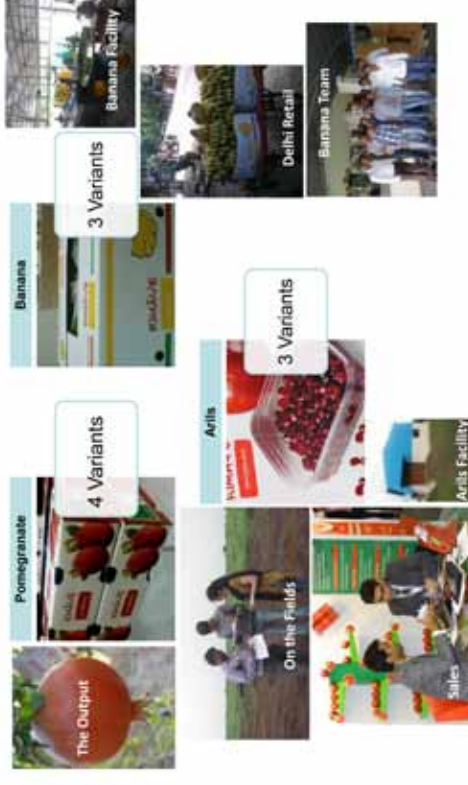 Pomegranate
4 Variants
Banana
3 Variants
Banana Facility
The Output
Arils
3 Variants
Delhi Retail
On the Fields
Banana Team
Sales
Arils Facility